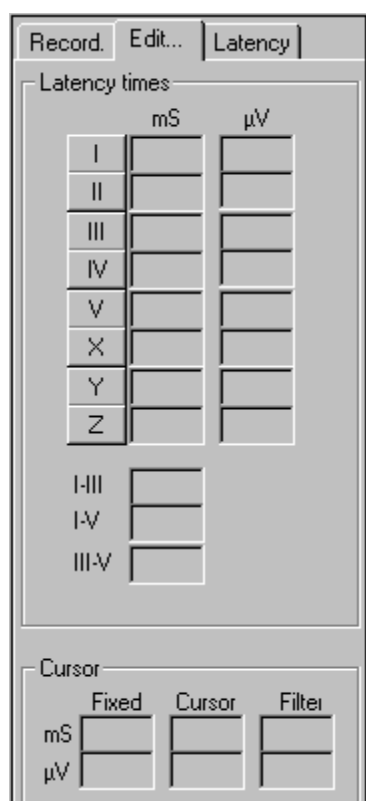 Record. Edit... Latency
Latency times
mS µV
I
II
III
IV
V
X
Y
Z
I-III
I-V
III-V
Cursor
Fixed Cursor Filter
mS
µV